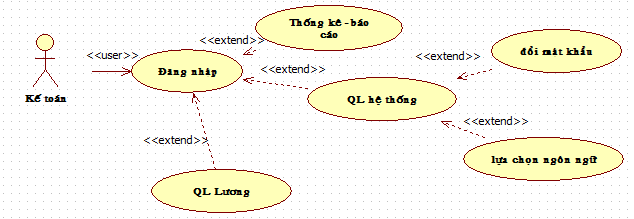 Thống kê - báo
cáo
<<extend>>
<<user>>
Kế toán
Đăng nhập
<<extend>>
QL hệ thống
<<extend>>
đổi mât khẩu
<<extend>>
lựa chọn ngôn ngữ
<<extend>>
QL Lương